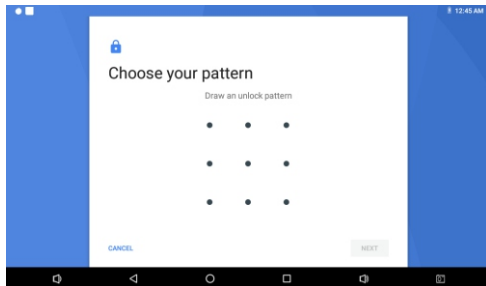 12:45 AM
Choose your pattern
Draw an unlock pattern
CANCEL
NEXT